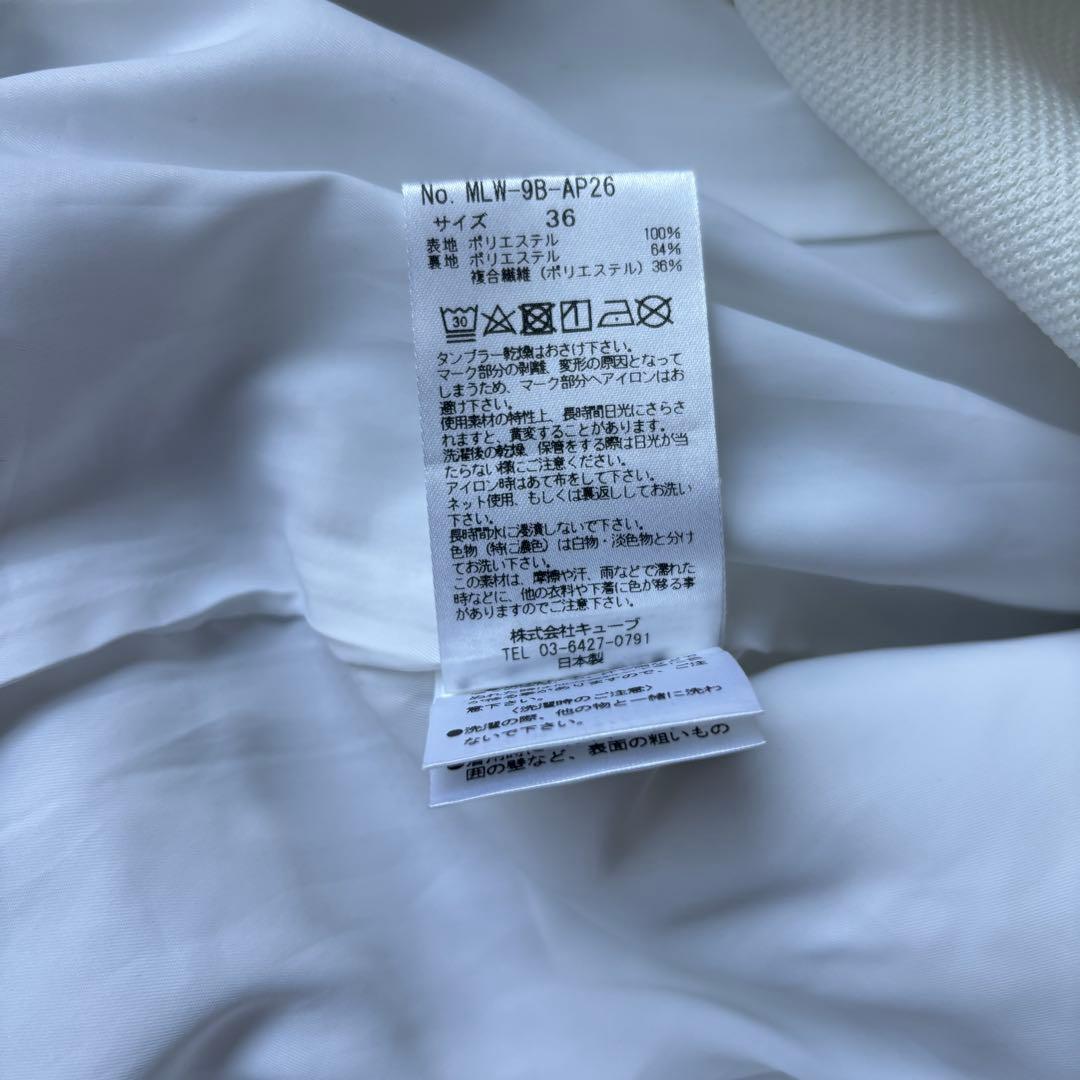 No. MLW-9B-AP26
サイズ 36
表地 ポリエステル 100%
裏地 ポリエステル 64%
複合繊維（ポリエステル）36%
30
タンブラー乾燥はおさけ下さい。
マーク部分の剥離、変形の原因となって
しまうため、マーク部分へアイロンはお
避け下さい。
使用素材の特性上、長時間日光にさらさ
れますと、黄変することがあります。
洗濯後の乾燥、保管をする際は日光が当
たらない様にご注意ください。
アイロン時はあて布をして下さい。
ネット使用、もしくは裏返ししてお洗い
下さい。
長時間水に浸漬しないで下さい。
色物（特に濃色）は白物・淡色物と分け
てお洗い下さい。
この素材は、摩擦や汗、雨などで濡れた
時などに、他の衣料や下着に色が移る事
がありますのでご注意下さい。
株式会社キューブ
TEL 03-6427-0791
日本製
意下さい。
〈洗濯時のご注意〉
●洗濯の際、他の物と一緒に洗わ
ないで下さい。
囲の壁など、表面の粗いもの